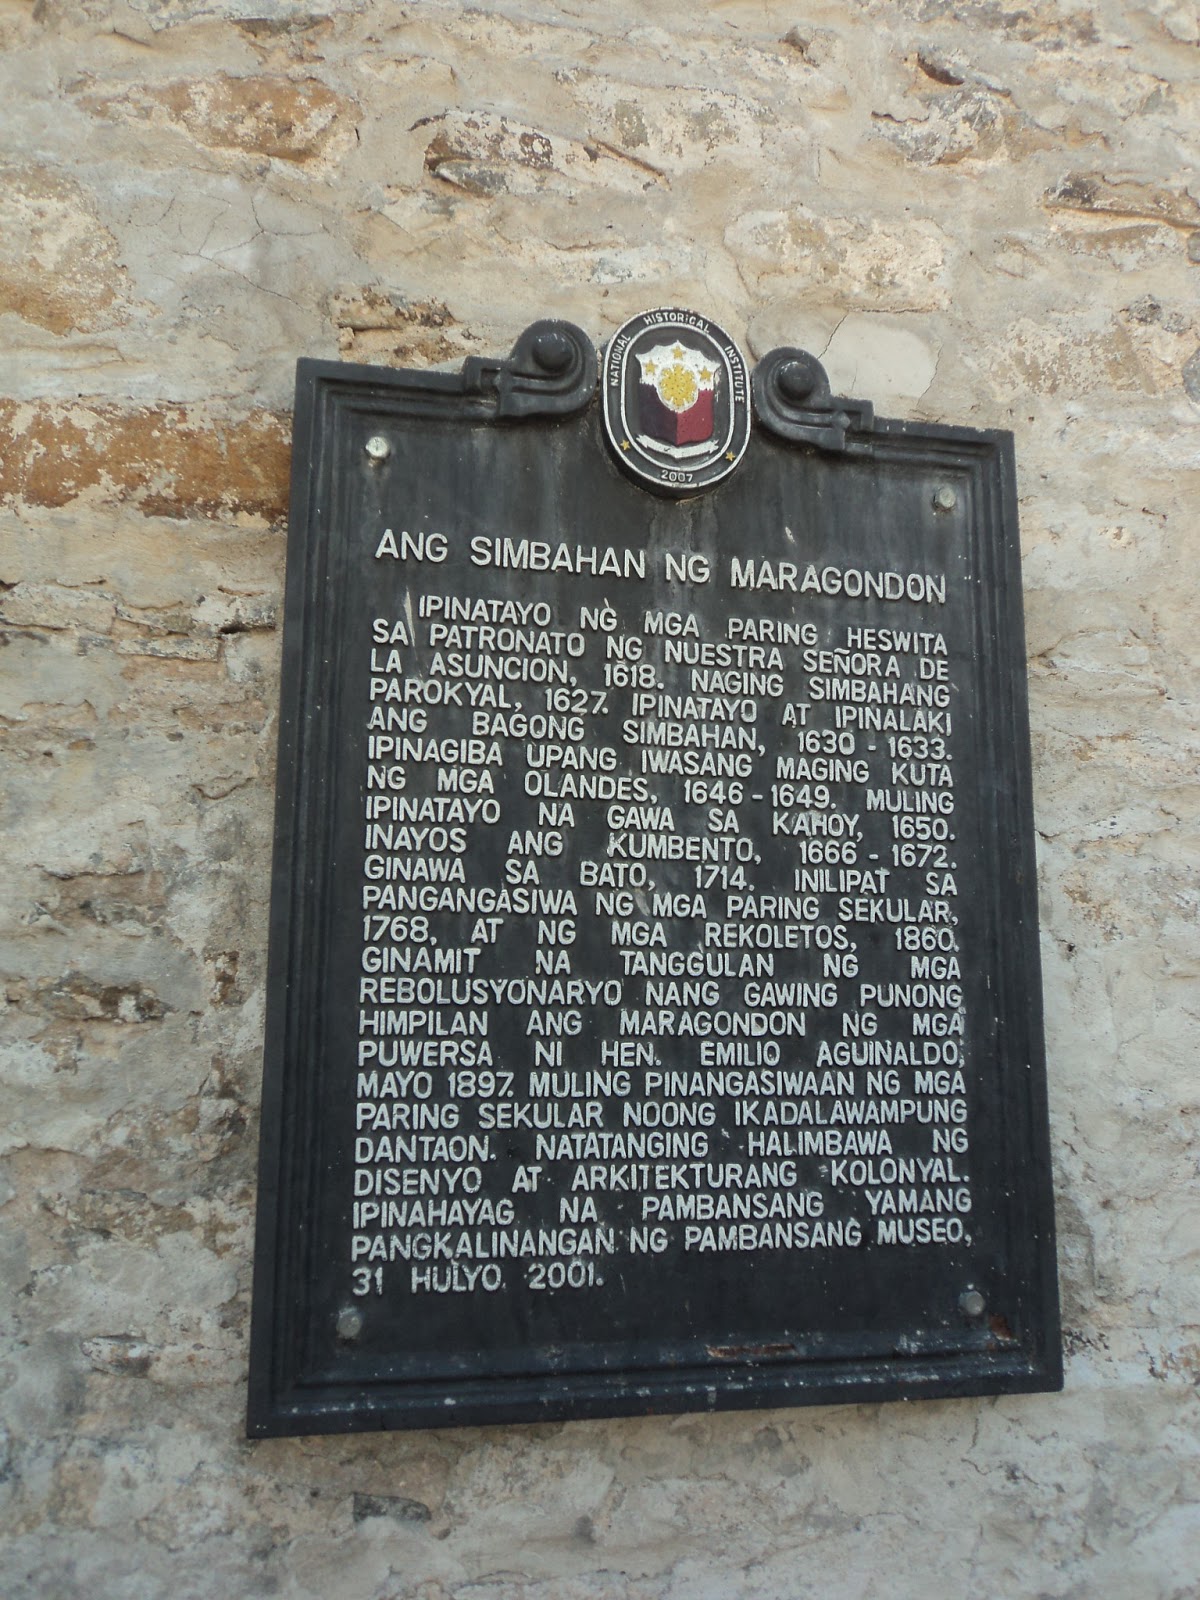 NATIONAL HISTORICAL INSTITUTE
2007
ANG SIMBAHAN NG MARAGONDON
IPINATAYO NG MGA PARING HESWITA
SA PATRONATO NG NUESTRA SEÑORA DE
LA ASUNCION, 1618. NAGING SIMBAHANG
PAROKYAL, 1627. IPINATAYO AT IPINALAKI
ANG BAGONG SIMBAHAN, 1630 - 1633.
IPINAGIBA UPANG IWASANG MAGING KUTA
NG MGA OLANDES, 1646 - 1649. MULING
IPINATAYO NA GAWA SA KAHOY, 1650.
INAYOS ANG KUMBENTO, 1666 - 1672.
GINAWA SA BATO, 1714. INILIPAT SA
PANGANGASIWA NG MGA PARING SEKULAR,
1768, AT NG MGA REKOLETOS, 1860.
GINAMIT NA TANGGULAN NG MGA
REBOLUSYONARYO NANG GAWING PUNONG
HIMPILAN ANG MARAGONDON NG MGA
PUWERSA NI HEN. EMILIO AGUINALDO,
MAYO 1897. MULING PINANGASIWAAN NG MGA
PARING SEKULAR NOONG IKADALAWAMPUNG
DANTAON. NATATANGING HALIMBAWA NG
DISENYO AT ARKITEKTURANG KOLONYAL.
IPINAHAYAG NA PAMBANSANG YAMANG
PANGKALINANGAN NG PAMBANSANG MUSEO,
31 HULYO 2001.